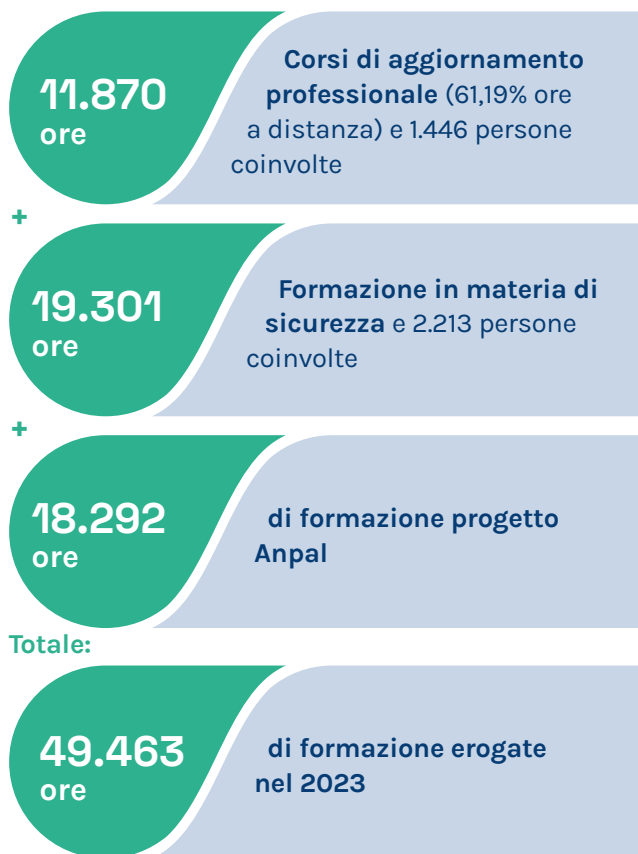 11.870
ore
Corsi di aggiornamento
professionale (61,19% ore
a distanza) e 1.446 persone
coinvolte
+
19.301
ore
Formazione in materia di
sicurezza e 2.213 persone
coinvolte
+
18.292
ore
di formazione progetto
Anpal
Totale:
49.463
ore
di formazione erogate
nel 2023